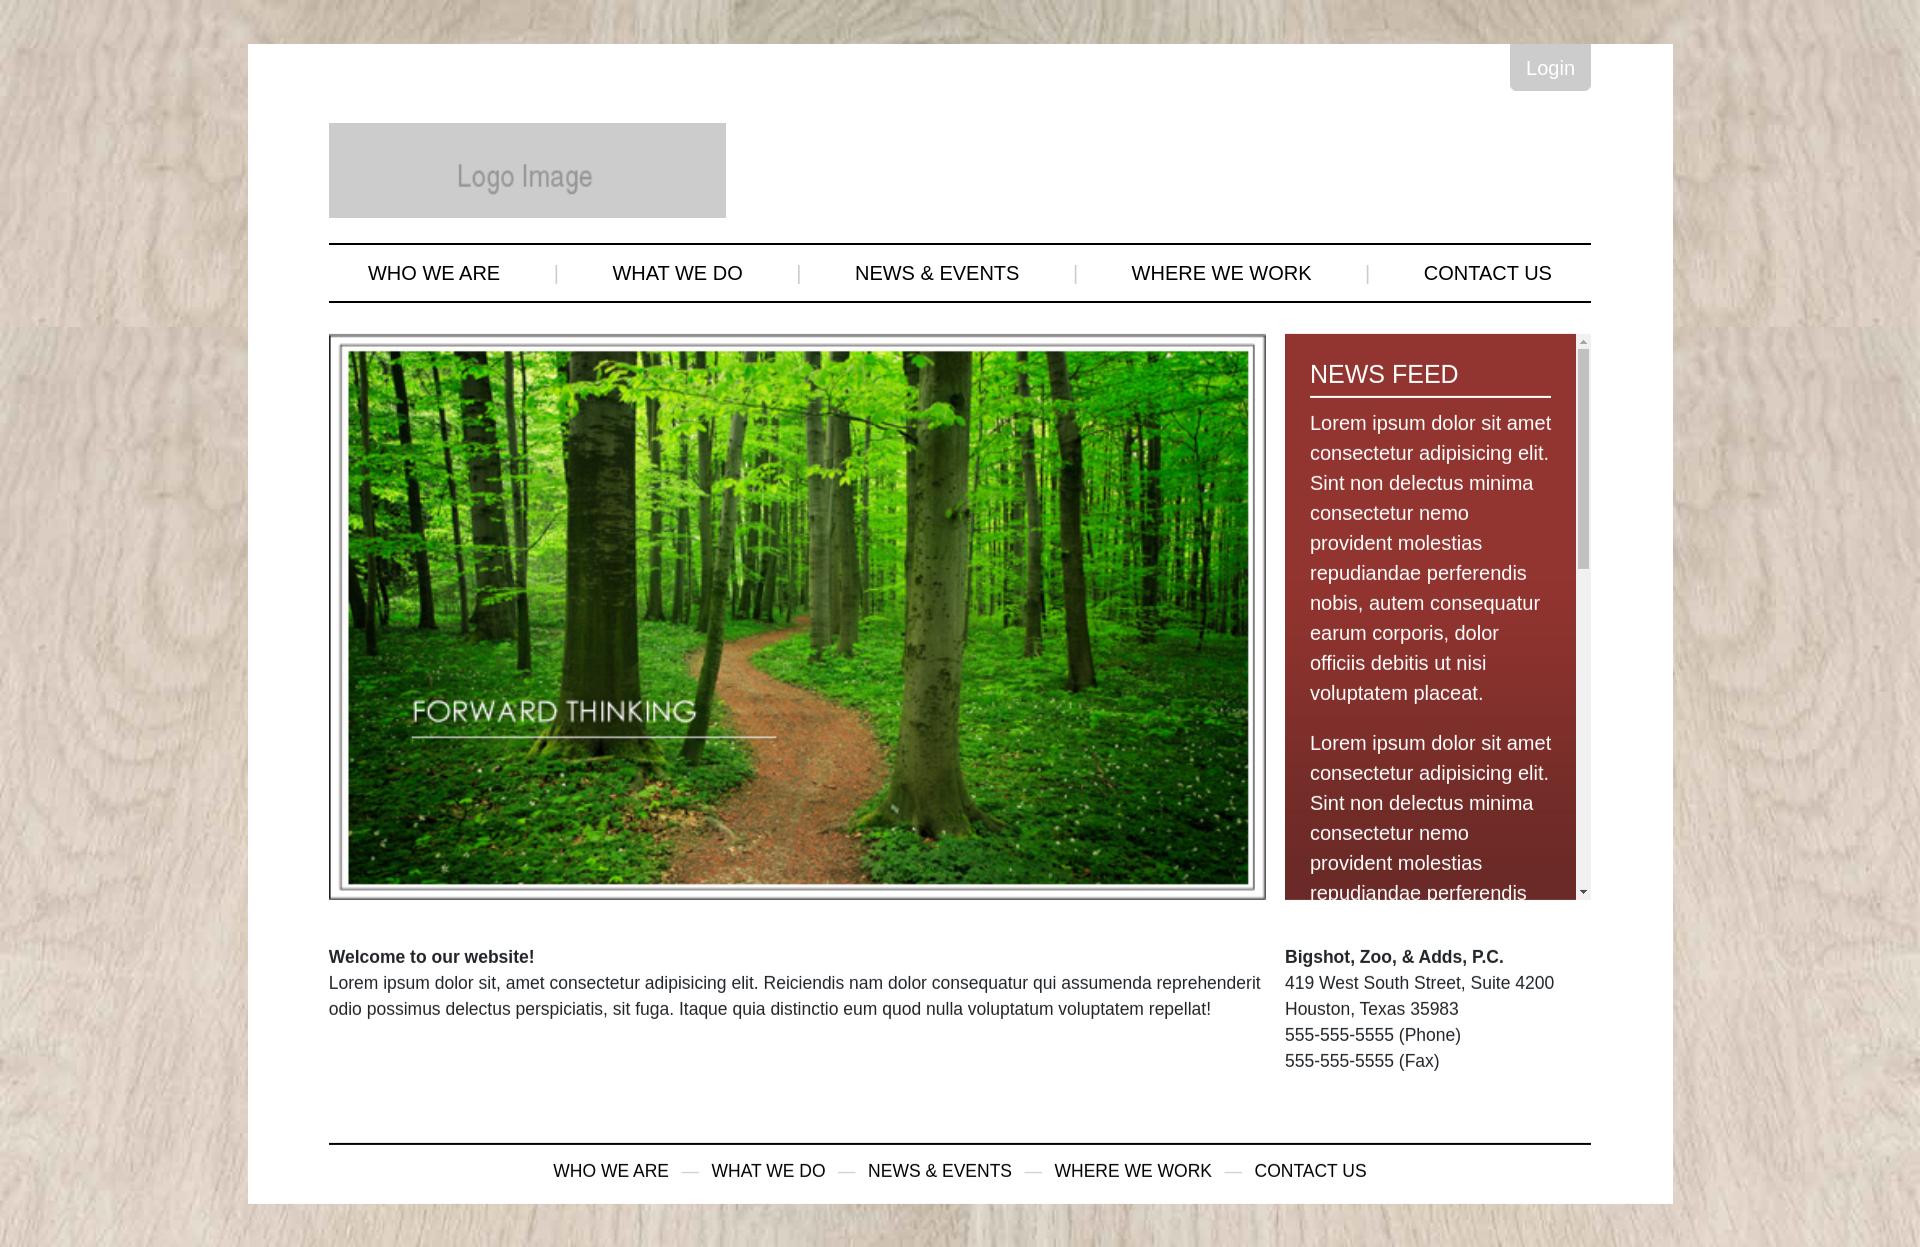 Login
Logo Image
WHO WE ARE | WHAT WE DO | NEWS & EVENTS | WHERE WE WORK | CONTACT US
FORWARD THINKING
NEWS FEED
Lorem ipsum dolor sit amet
consectetur adipisicing elit.
Sint non delectus minima
consectetur nemo
provident molestias
repudiandae perferendis
nobis, autem consequatur
earum corporis, dolor
officiis debitis ut nisi
voluptatem placeat.
Lorem ipsum dolor sit amet
consectetur adipisicing elit.
Sint non delectus minima
consectetur nemo
provident molestias
repudiandae perferendis
Welcome to our website!
Lorem ipsum dolor sit, amet consectetur adipisicing elit. Reiciendis nam dolor consequatur qui assumenda reprehenderit
odio possimus delectus perspiciatis, sit fuga. Itaque quia distinctio eum quod nulla voluptatum voluptatem repellat!
Bigshot, Zoo, & Adds, P.C.
419 West South Street, Suite 4200
Houston, Texas 35983
555-555-5555 (Phone)
555-555-5555 (Fax)
WHO WE ARE — WHAT WE DO — NEWS & EVENTS — WHERE WE WORK — CONTACT US